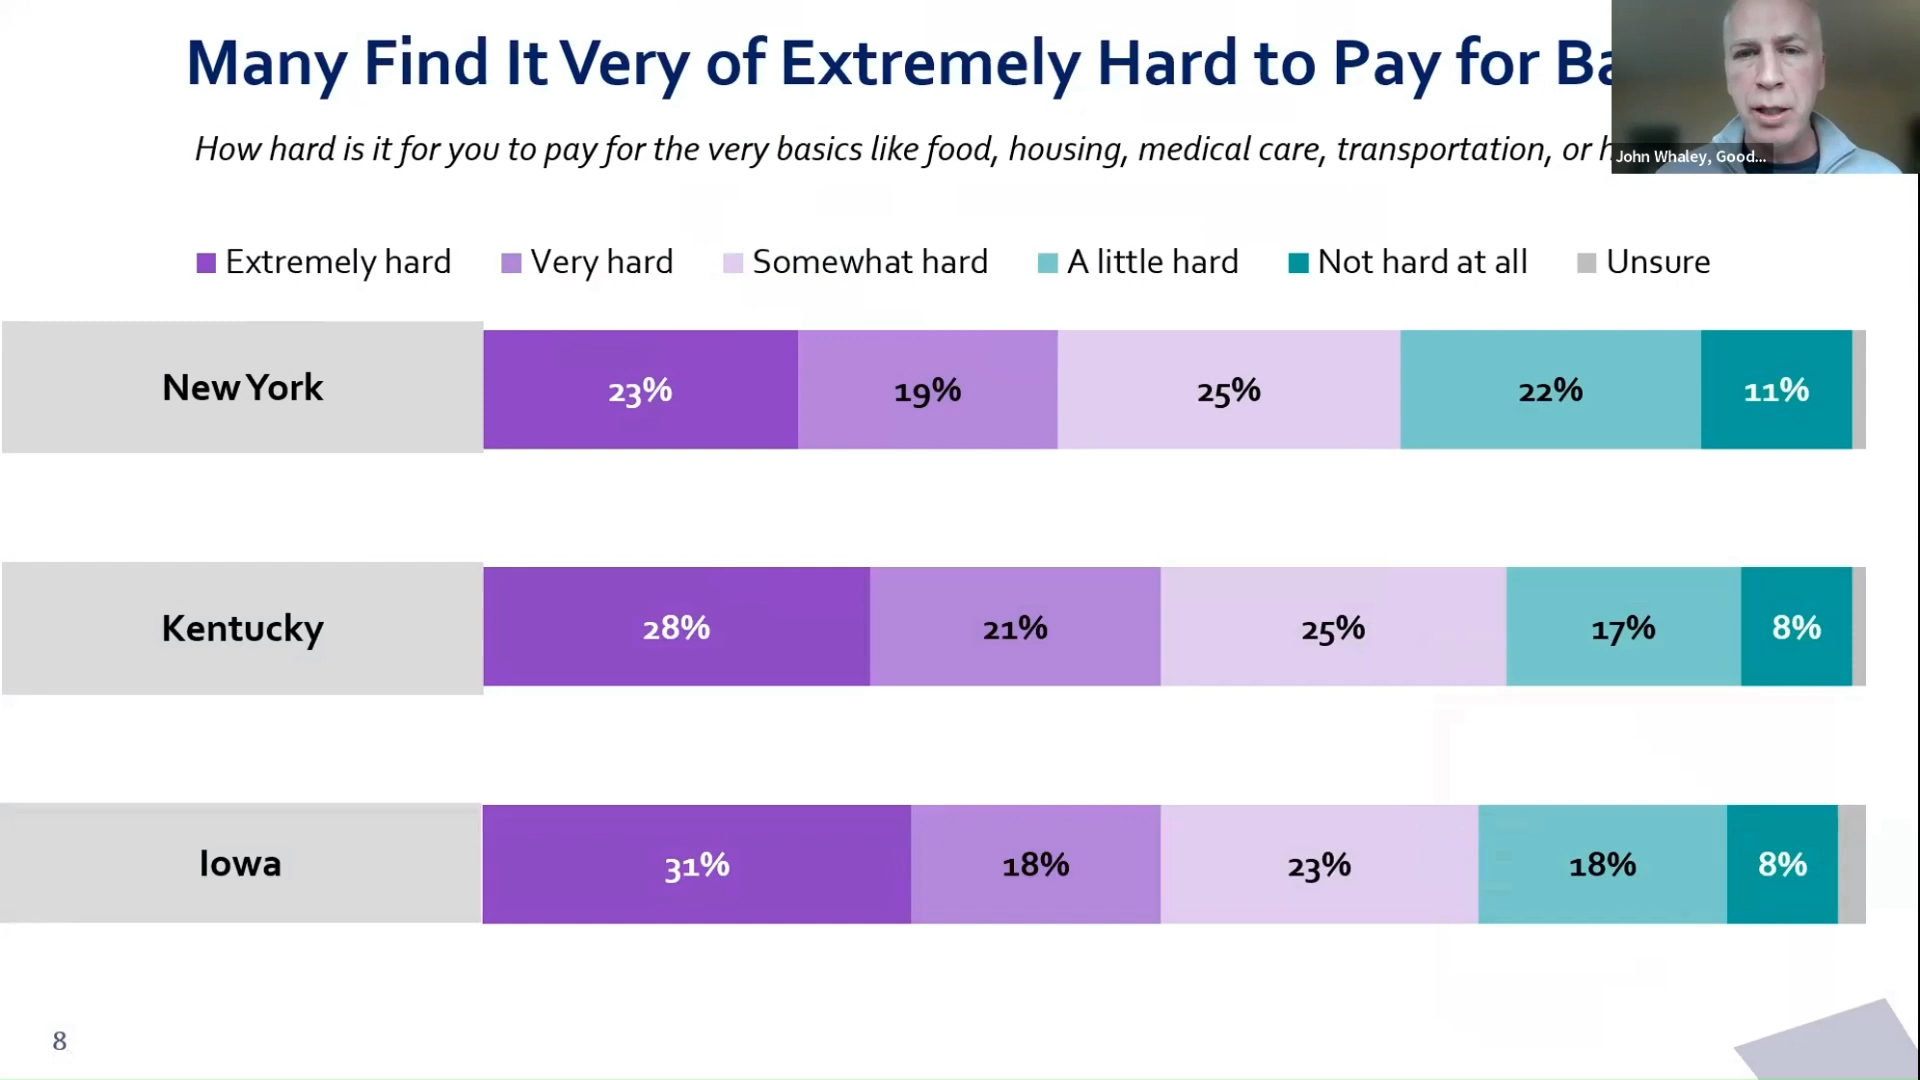 Many Find It Very of Extremely Hard to Pay for Ba
How hard is it for you to pay for the very basics like food, housing, medical care, transportation, or h
John Whaley, Good...
Extremely hard Very hard Somewhat hard A little hard Not hard at all Unsure
New York 23% 19% 25% 22% 11%
Kentucky 28% 21% 25% 17% 8%
Iowa 31% 18% 23% 18% 8%
8